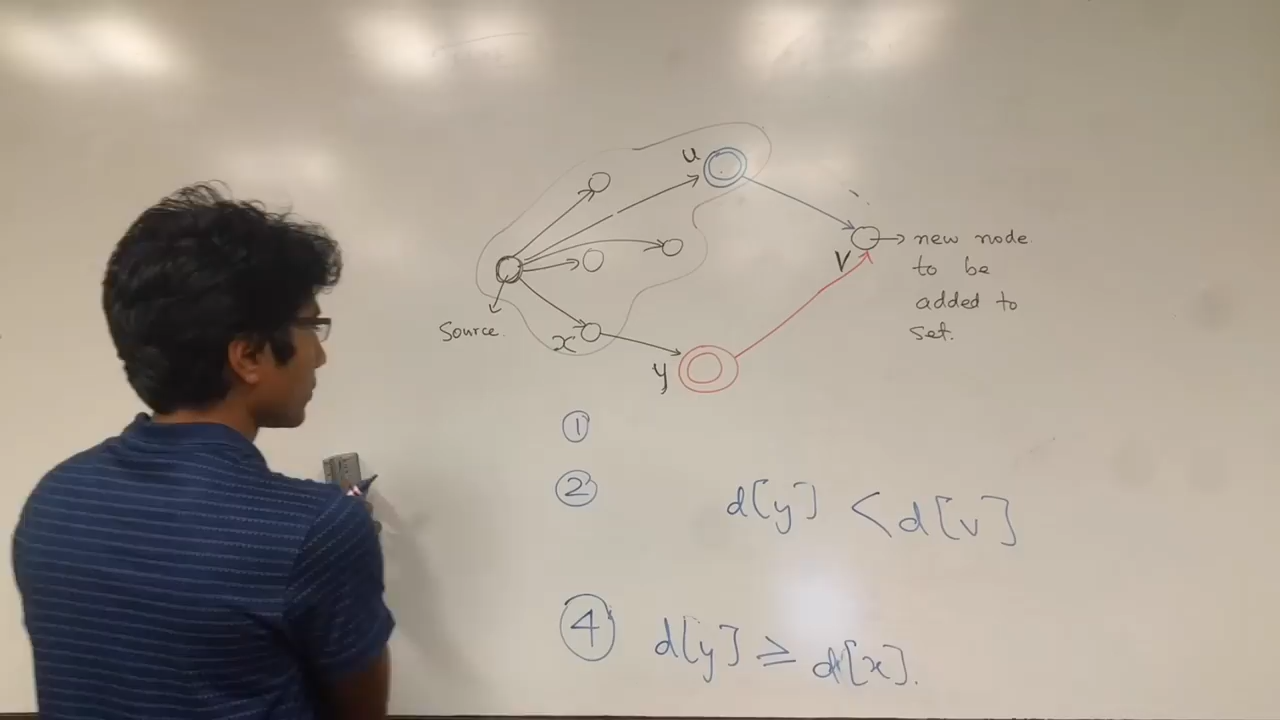 u
V
new node
to be
added to
set.
Source.
x
y
①
②
d[y] < d[v]
④ d[y] ≥ d[x].